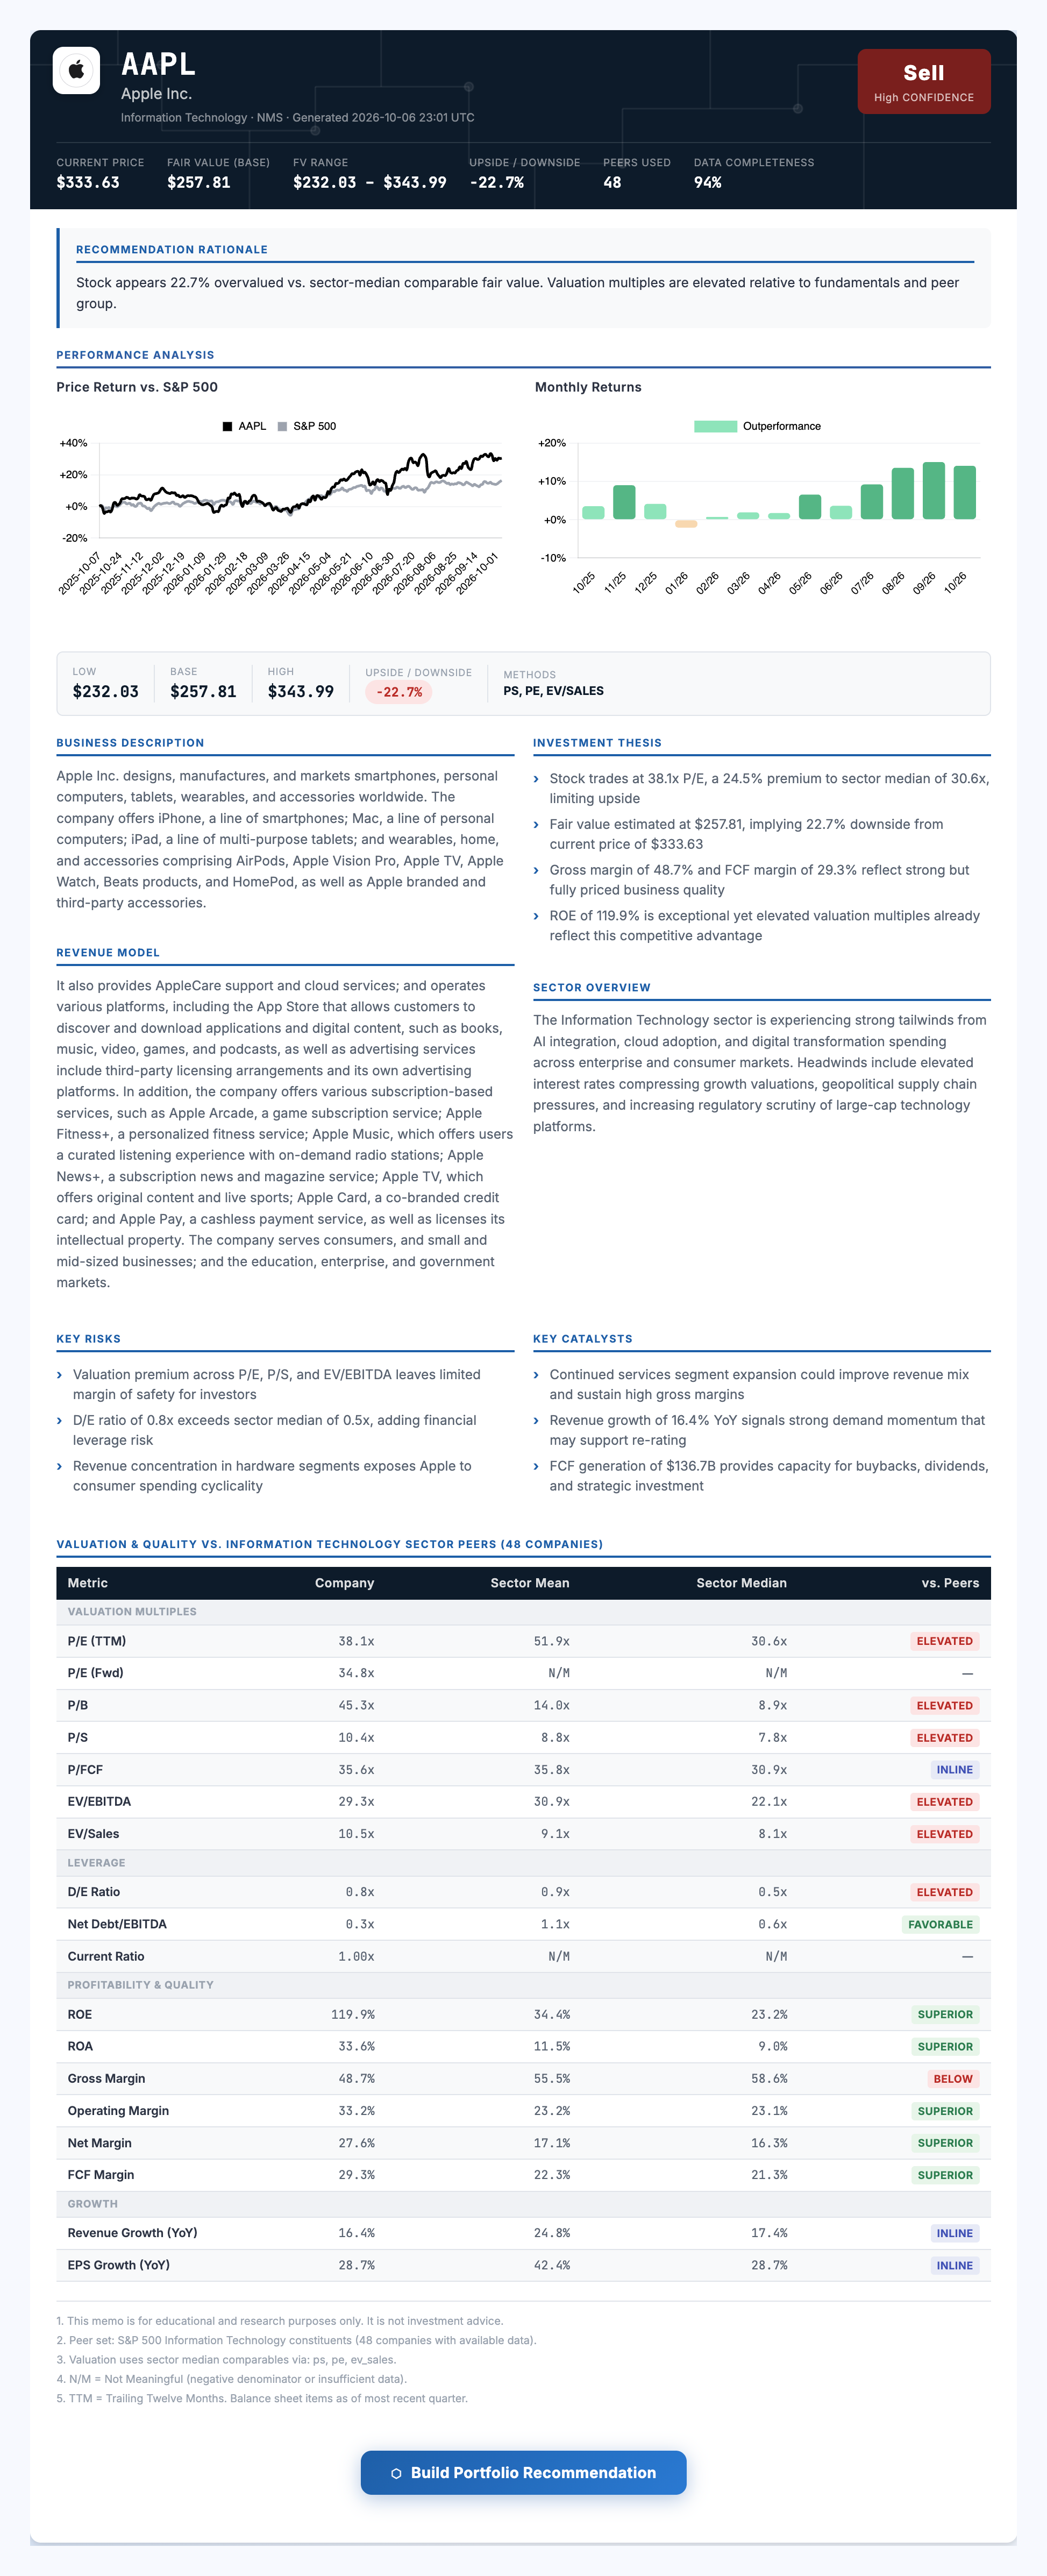 AAPL
Apple Inc.
Information Technology · NMS · Generated 2026-10-06 23:01 UTC
Sell
High CONFIDENCE
CURRENT PRICE
$333.63
FAIR VALUE (BASE)
$257.81
FV RANGE
$232.03 – $343.99
UPSIDE / DOWNSIDE
-22.7%
PEERS USED
48
DATA COMPLETENESS
94%
RECOMMENDATION RATIONALE
Stock appears 22.7% overvalued vs. sector-median comparable fair value. Valuation multiples are elevated relative to fundamentals and peer
group.
PERFORMANCE ANALYSIS
Price Return vs. S&P 500
AAPL S&P 500
+40%
+20%
+0%
-20%
2025-10-07
2025-10-24
2025-11-12
2025-12-02
2025-12-19
2026-01-09
2026-01-29
2026-02-18
2026-03-09
2026-03-26
2026-04-15
2026-05-04
2026-05-21
2026-06-10
2026-06-30
2026-07-20
2026-08-06
2026-08-25
2026-09-14
2026-10-01
Monthly Returns
Outperformance
+20%
+10%
+0%
-10%
10/25
11/25
12/25
01/26
02/26
03/26
04/26
05/26
06/26
07/26
08/26
09/26
10/26
LOW
$232.03
BASE
$257.81
HIGH
$343.99
UPSIDE / DOWNSIDE
-22.7%
METHODS
PS, PE, EV/SALES
BUSINESS DESCRIPTION
Apple Inc. designs, manufactures, and markets smartphones, personal
computers, tablets, wearables, and accessories worldwide. The
company offers iPhone, a line of smartphones; Mac, a line of personal
computers; iPad, a line of multi-purpose tablets; and wearables, home,
and accessories comprising AirPods, Apple Vision Pro, Apple TV, Apple
Watch, Beats products, and HomePod, as well as Apple branded and
third-party accessories.
REVENUE MODEL
It also provides AppleCare support and cloud services; and operates
various platforms, including the App Store that allows customers to
discover and download applications and digital content, such as books,
music, video, games, and podcasts, as well as advertising services
include third-party licensing arrangements and its own advertising
platforms. In addition, the company offers various subscription-based
services, such as Apple Arcade, a game subscription service; Apple
Fitness+, a personalized fitness service; Apple Music, which offers users
a curated listening experience with on-demand radio stations; Apple
News+, a subscription news and magazine service; Apple TV, which
offers original content and live sports; Apple Card, a co-branded credit
card; and Apple Pay, a cashless payment service, as well as licenses its
intellectual property. The company serves consumers, and small and
mid-sized businesses; and the education, enterprise, and government
markets.
INVESTMENT THESIS
› Stock trades at 38.1x P/E, a 24.5% premium to sector median of 30.6x,
limiting upside
› Fair value estimated at $257.81, implying 22.7% downside from
current price of $333.63
› Gross margin of 48.7% and FCF margin of 29.3% reflect strong but
fully priced business quality
› ROE of 119.9% is exceptional yet elevated valuation multiples already
reflect this competitive advantage
SECTOR OVERVIEW
The Information Technology sector is experiencing strong tailwinds from
AI integration, cloud adoption, and digital transformation spending
across enterprise and consumer markets. Headwinds include elevated
interest rates compressing growth valuations, geopolitical supply chain
pressures, and increasing regulatory scrutiny of large-cap technology
platforms.
KEY RISKS
› Valuation premium across P/E, P/S, and EV/EBITDA leaves limited
margin of safety for investors
› D/E ratio of 0.8x exceeds sector median of 0.5x, adding financial
leverage risk
› Revenue concentration in hardware segments exposes Apple to
consumer spending cyclicality
KEY CATALYSTS
› Continued services segment expansion could improve revenue mix
and sustain high gross margins
› Revenue growth of 16.4% YoY signals strong demand momentum that
may support re-rating
› FCF generation of $136.7B provides capacity for buybacks, dividends,
and strategic investment
VALUATION & QUALITY VS. INFORMATION TECHNOLOGY SECTOR PEERS (48 COMPANIES)
Metric Company Sector Mean Sector Median vs. Peers
VALUATION MULTIPLES
P/E (TTM) 38.1x 51.9x 30.6x ELEVATED
P/E (Fwd) 34.8x N/M N/M —
P/B 45.3x 14.0x 8.9x ELEVATED
P/S 10.4x 8.8x 7.8x ELEVATED
P/FCF 35.6x 35.8x 30.9x INLINE
EV/EBITDA 29.3x 30.9x 22.1x ELEVATED
EV/Sales 10.5x 9.1x 8.1x ELEVATED
LEVERAGE
D/E Ratio 0.8x 0.9x 0.5x ELEVATED
Net Debt/EBITDA 0.3x 1.1x 0.6x FAVORABLE
Current Ratio 1.00x N/M N/M —
PROFITABILITY & QUALITY
ROE 119.9% 34.4% 23.2% SUPERIOR
ROA 33.6% 11.5% 9.0% SUPERIOR
Gross Margin 48.7% 55.5% 58.6% BELOW
Operating Margin 33.2% 23.2% 23.1% SUPERIOR
Net Margin 27.6% 17.1% 16.3% SUPERIOR
FCF Margin 29.3% 22.3% 21.3% SUPERIOR
GROWTH
Revenue Growth (YoY) 16.4% 24.8% 17.4% INLINE
EPS Growth (YoY) 28.7% 42.4% 28.7% INLINE
1. This memo is for educational and research purposes only. It is not investment advice.
2. Peer set: S&P 500 Information Technology constituents (48 companies with available data).
3. Valuation uses sector median comparables via: ps, pe, ev_sales.
4. N/M = Not Meaningful (negative denominator or insufficient data).
5. TTM = Trailing Twelve Months. Balance sheet items as of most recent quarter.
Build Portfolio Recommendation